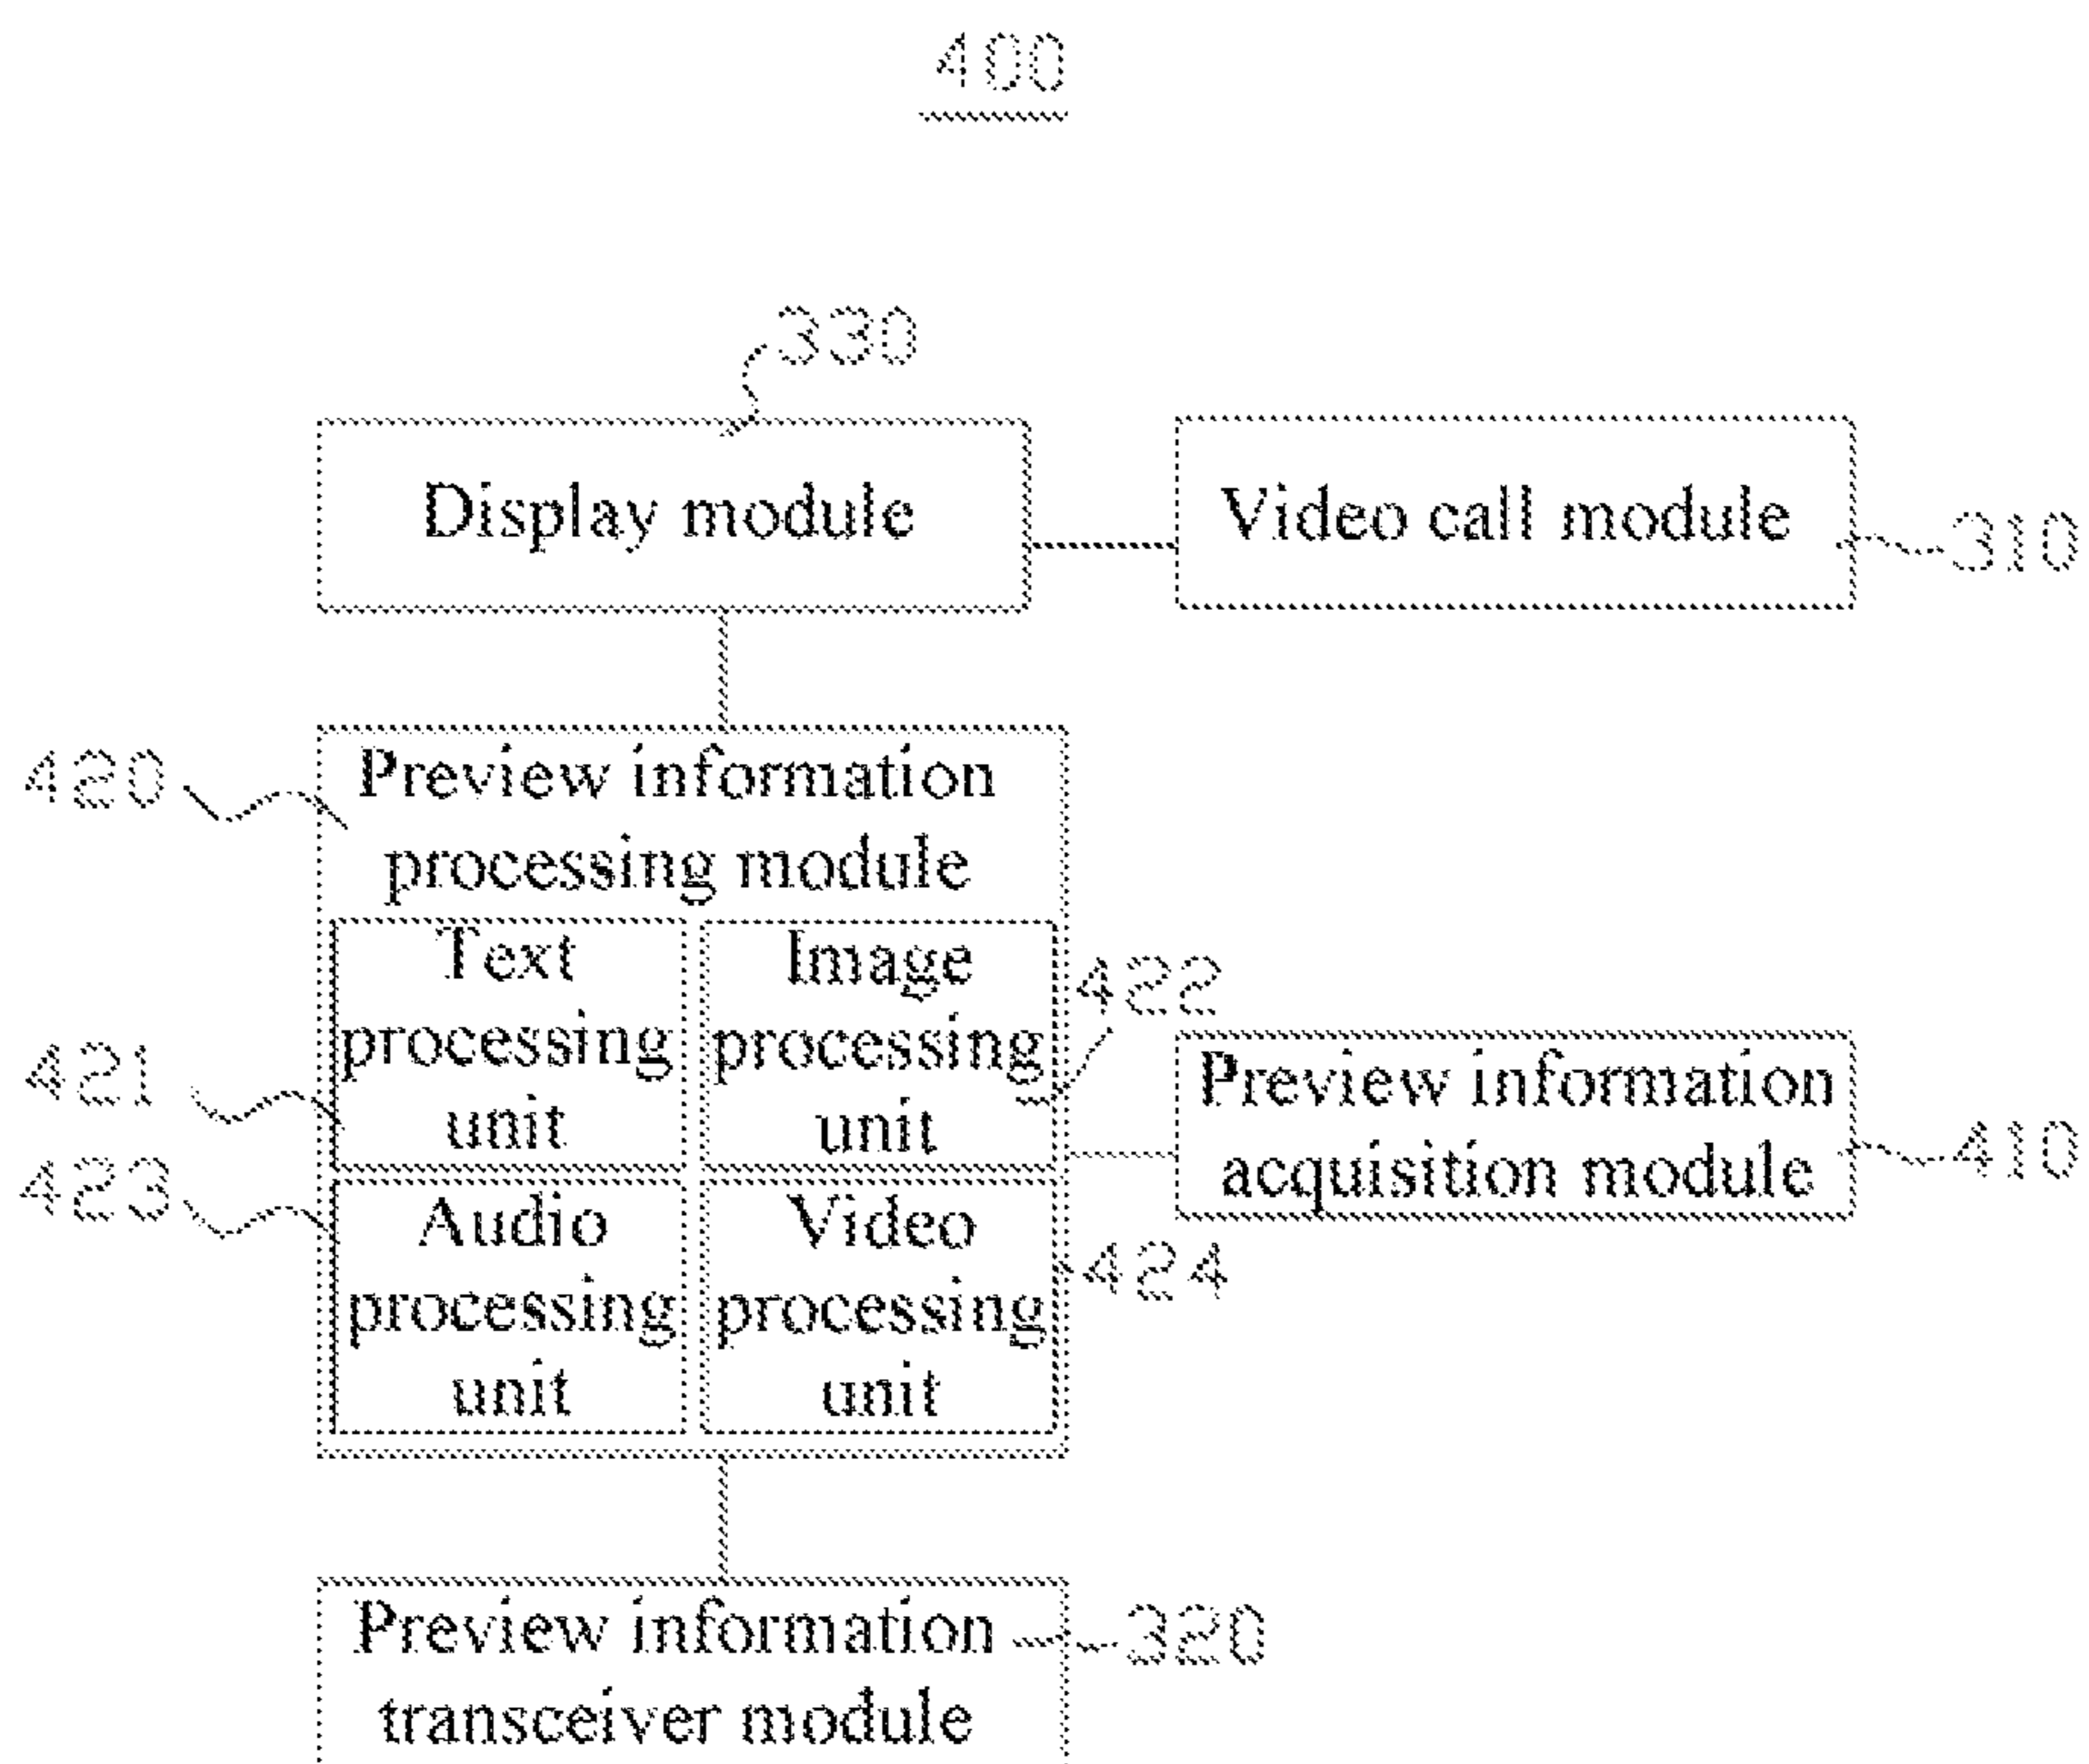 400
330
Display module
Video call module
310
420
Preview information
processing module
Text
processing
unit
421
Image
processing
unit
422
Preview information
acquisition module
410
423
Audio
processing
unit
Video
processing
unit
424
Preview information
transceiver module
320